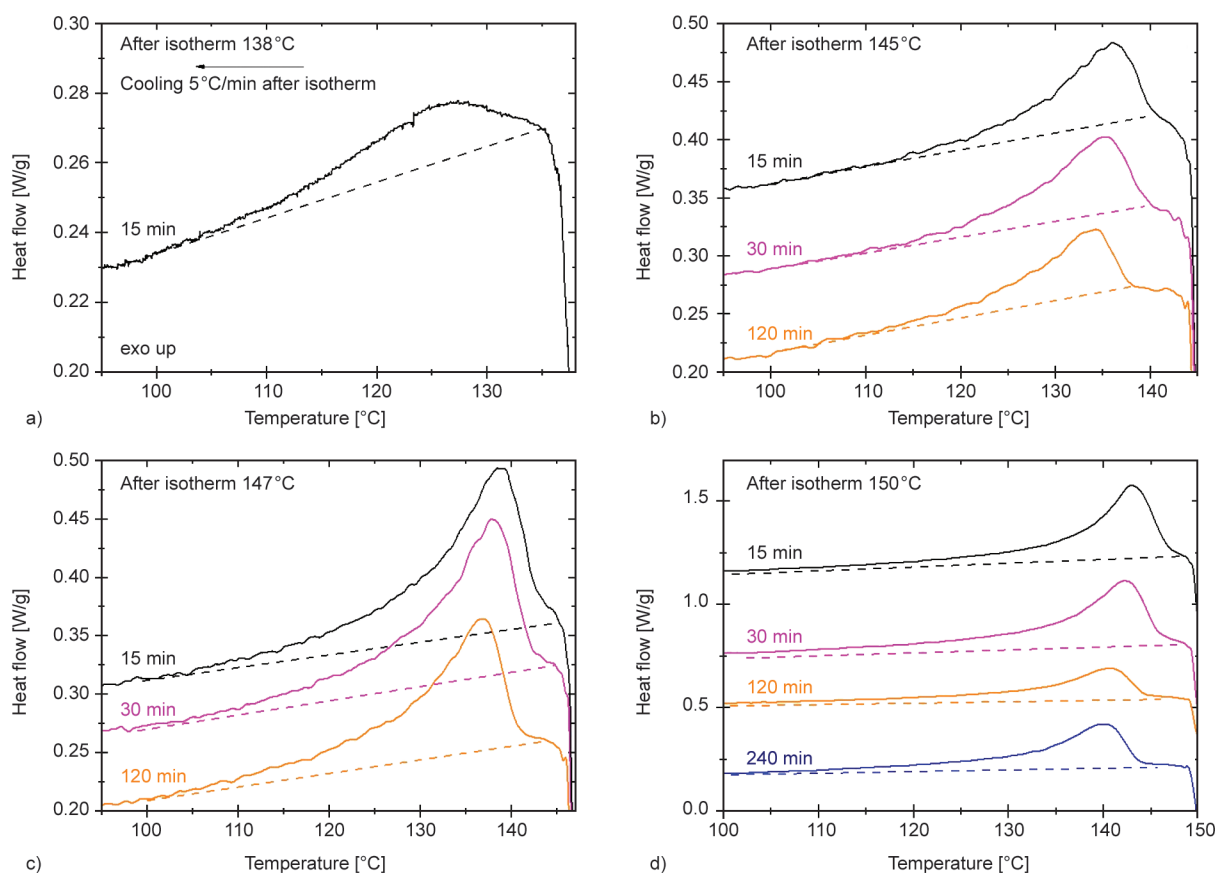 After isotherm 138°C
Cooling 5°C/min after isotherm
15 min
exo up
Heat flow [W/g]
0.30
0.28
0.26
0.24
0.22
0.20
100
110
120
130
Temperature [°C]
a)
After isotherm 145°C
15 min
30 min
120 min
Heat flow [W/g]
0.50
0.45
0.40
0.35
0.30
0.25
0.20
100
110
120
130
140
Temperature [°C]
b)
After isotherm 147°C
15 min
30 min
120 min
Heat flow [W/g]
0.50
0.45
0.40
0.35
0.30
0.25
0.20
100
110
120
130
140
Temperature [°C]
c)
After isotherm 150°C
15 min
30 min
120 min
240 min
Heat flow [W/g]
1.5
1.0
0.5
0.0
100
110
120
130
140
150
Temperature [°C]
d)